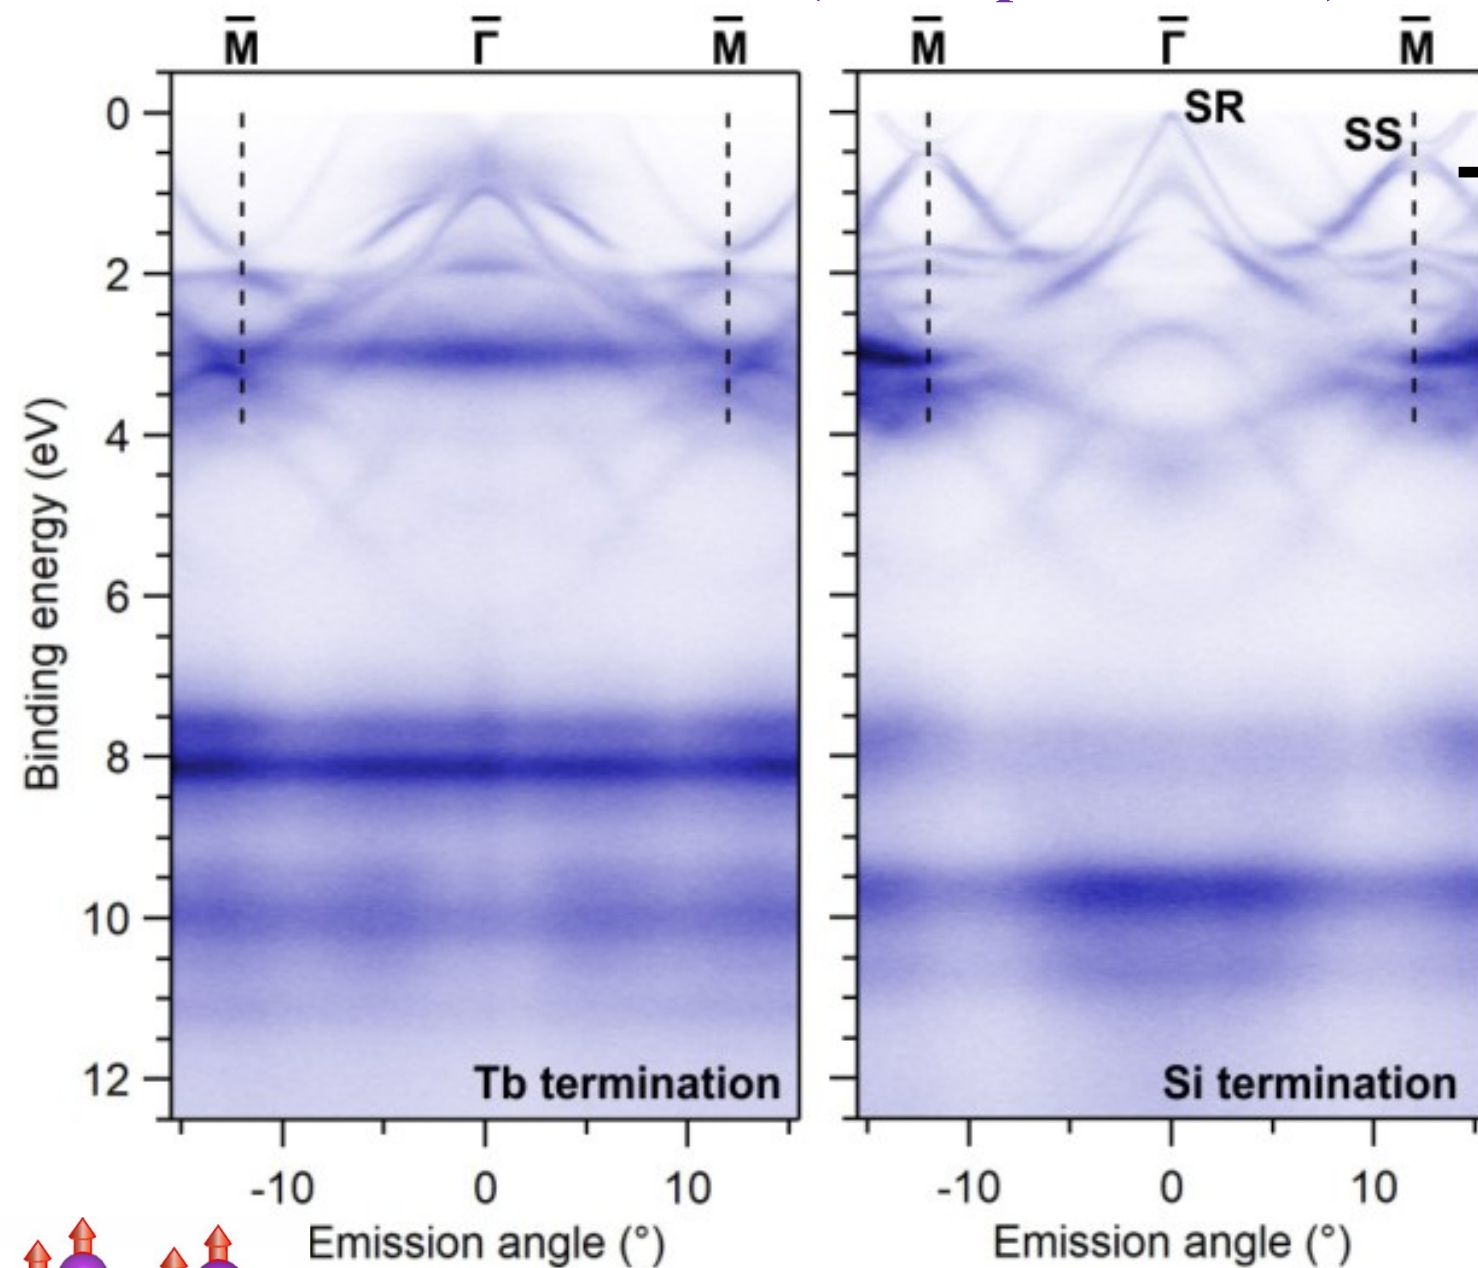 M̅ Γ̅ M̅ M̅ Γ̅ M̅
SR
SS
0
2
4
6
8
10
12
Binding energy (eV)
Tb termination Si termination
-10 0 10 -10 0 10
Emission angle (°) Emission angle (°)